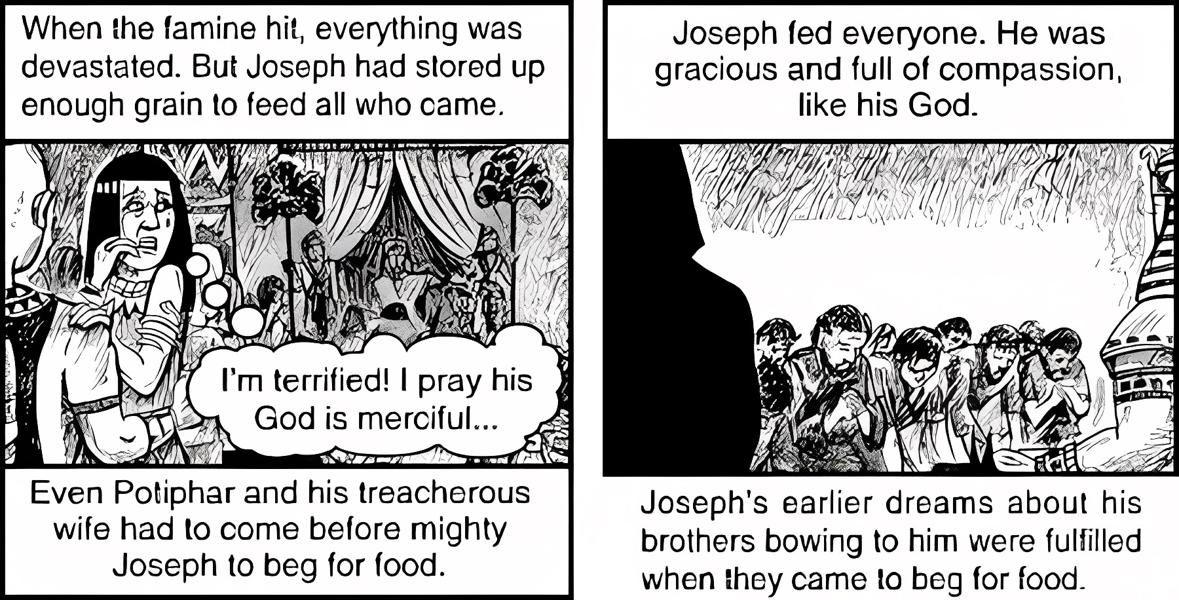 When the famine hit, everything was
devastated. But Joseph had stored up
enough grain to feed all who came.
I'm terrified! I pray his
God is merciful...
Even Potiphar and his treacherous
wife had to come before mighty
Joseph to beg for food.
Joseph fed everyone. He was
gracious and full of compassion,
like his God.
Joseph's earlier dreams about his
brothers bowing to him were fulfilled
when they came to beg for food.